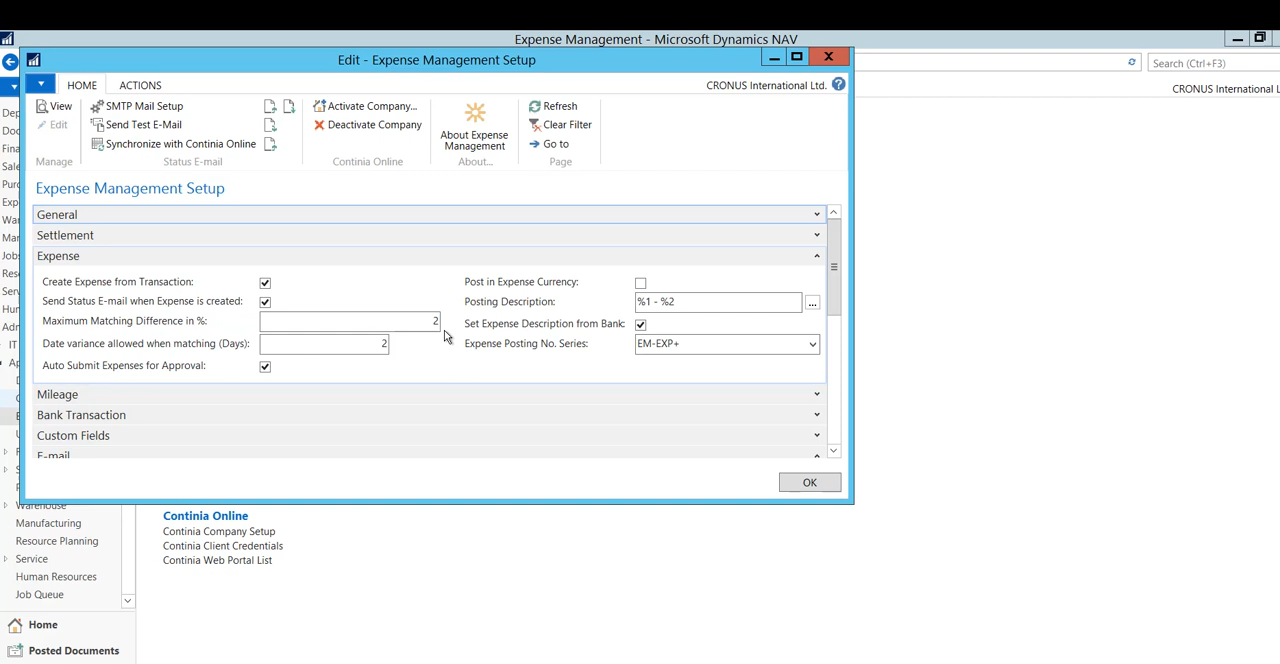 Expense Management - Microsoft Dynamics NAV
Edit - Expense Management Setup
Search (Ctrl+F3)
HOME ACTIONS CRONUS International Ltd.
CRONUS International L
View SMTP Mail Setup Activate Company... Refresh
Edit Send Test E-Mail Deactivate Company Clear Filter
About Expense Management
Synchronize with Continia Online Go to
Manage Status E-mail Continia Online About... Page
Expense Management Setup
General
Settlement
Expense
Create Expense from Transaction: Post in Expense Currency:
Send Status E-mail when Expense is created: Posting Description: %1 - %2 ...
Maximum Matching Difference in %: 2 Set Expense Description from Bank:
Date variance allowed when matching (Days): 2 Expense Posting No. Series: EM-EXP+
Auto Submit Expenses for Approval:
Mileage
Bank Transaction
Custom Fields
E-mail
OK
Warehouse
Continia Online
Manufacturing Continia Company Setup
Resource Planning Continia Client Credentials
Service Continia Web Portal List
Human Resources
Job Queue
Home
Posted Documents